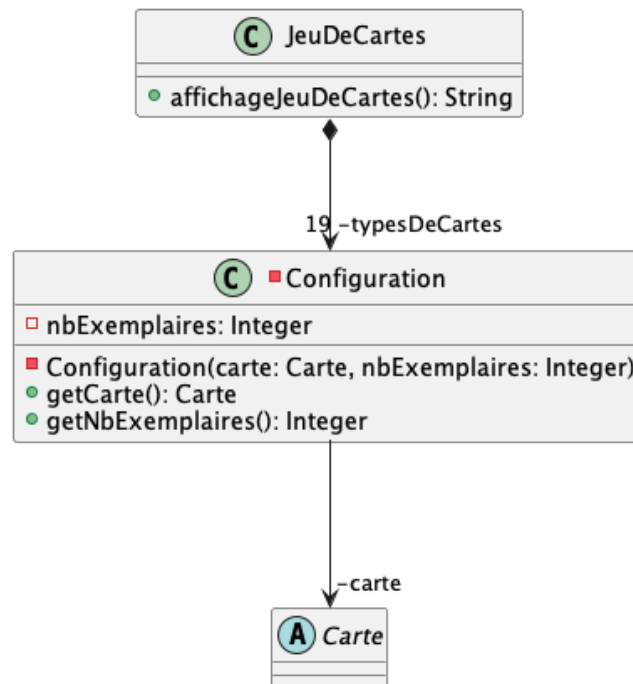 C JeuDeCartes
affichageJeuDeCartes(): String
19 -typesDeCartes
C Configuration
nbExemplaires: Integer
Configuration(carte: Carte, nbExemplaires: Integer)
getCarte(): Carte
getNbExemplaires(): Integer
-carte
A Carte